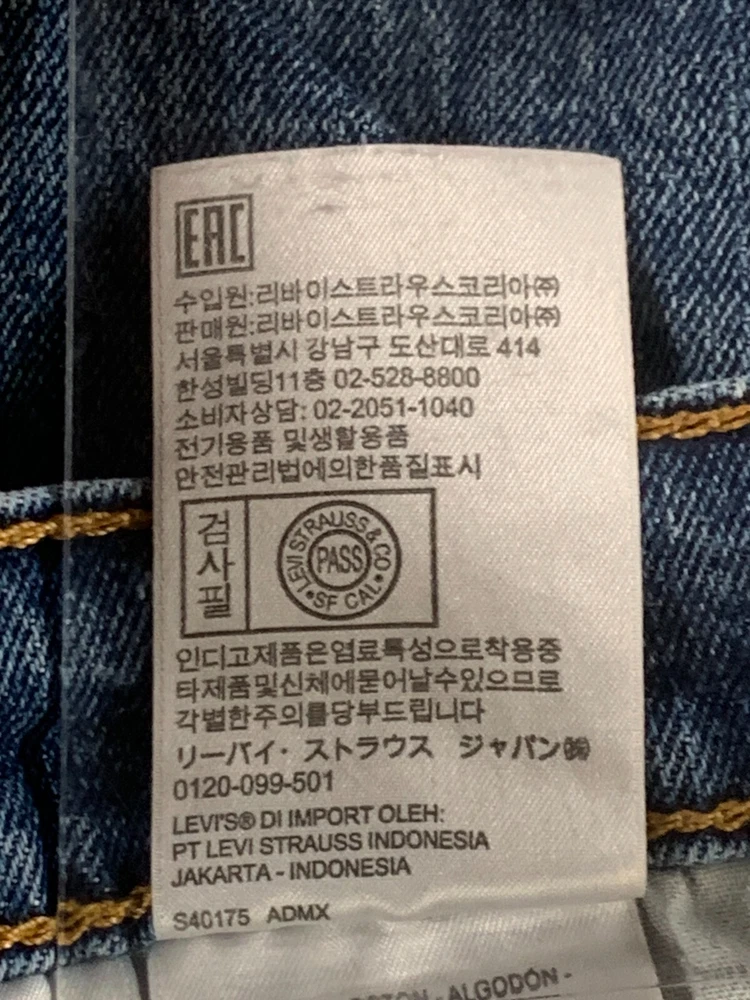 EAC
수입원:리바이스트라우스코리아㈜
판매원:리바이스트라우스코리아㈜
서울특별시 강남구 도산대로 414
한성빌딩11층 02-528-8800
소비자상담: 02-2051-1040
전기용품 및생활용품
안전관리법에의한품질표시
검사필
LEVI STRAUSS & CO
PASS
•SF CAL•
인디고제품은염료특성으로착용중
타제품및신체에묻어날수있으므로
각별한주의를당부드립니다
リーバイ・ストラウス ジャパン㈱
0120-099-501
LEVI'S® DI IMPORT OLEH:
PT LEVI STRAUSS INDONESIA
JAKARTA - INDONESIA
S40175 ADMX
- ALGODÓN -